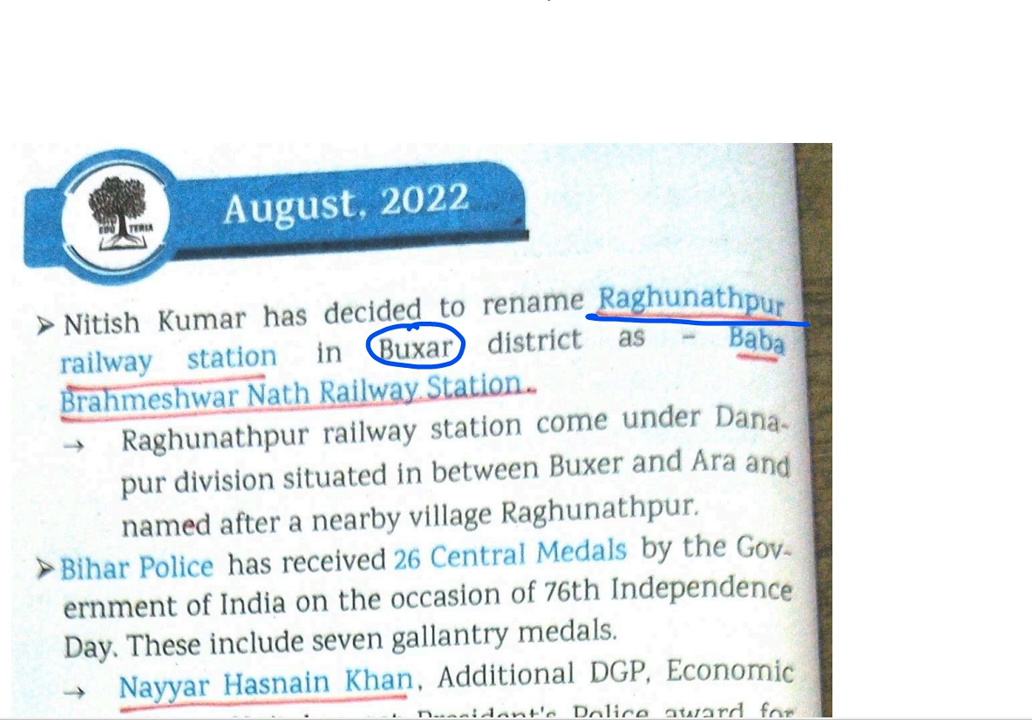 EDU TERIA
August, 2022
➤ Nitish Kumar has decided to rename Raghunathpur
railway station in Buxar district as - Baba
Brahmeshwar Nath Railway Station.
→ Raghunathpur railway station come under Dana-
pur division situated in between Buxer and Ara and
named after a nearby village Raghunathpur.
➤ Bihar Police has received 26 Central Medals by the Gov-
ernment of India on the occasion of 76th Independence
Day. These include seven gallantry medals.
→ Nayyar Hasnain Khan, Additional DGP, Economic
President's Police award for